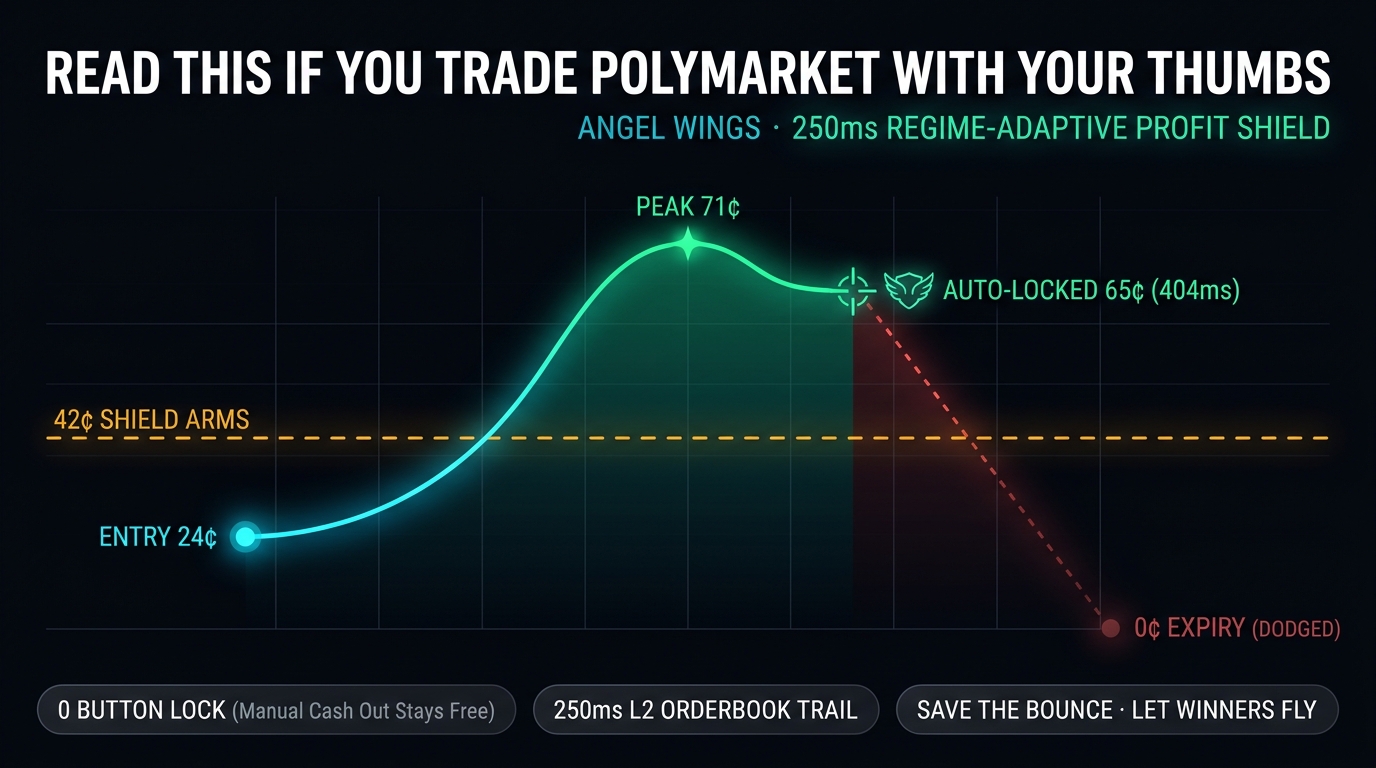 READ THIS IF YOU TRADE POLYMARKET WITH YOUR THUMBS
ANGEL WINGS · 250ms REGIME-ADAPTIVE PROFIT SHIELD
PEAK 71¢
AUTO-LOCKED 65¢ (404ms)
42¢ SHIELD ARMS
ENTRY 24¢
0¢ EXPIRY (DODGED)
0 BUTTON LOCK (Manual Cash Out Stays Free)
250ms L2 ORDERBOOK TRAIL
SAVE THE BOUNCE · LET WINNERS FLY